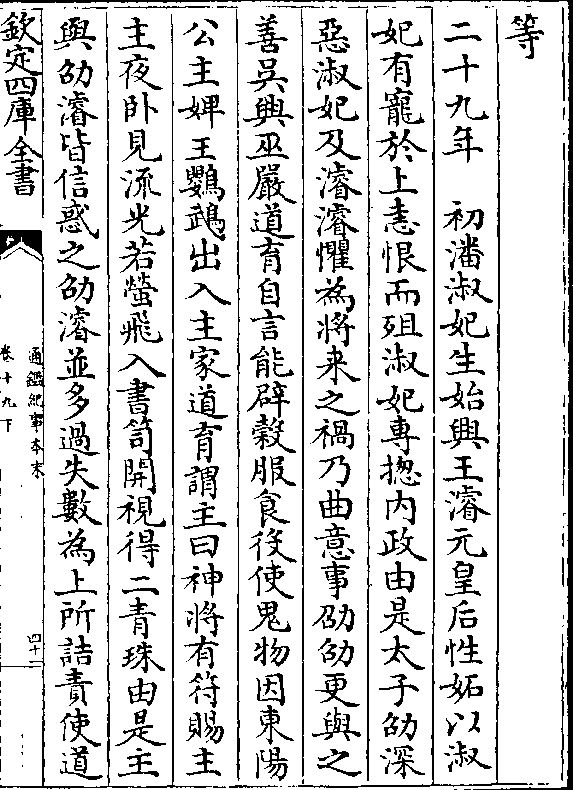 等
二十九年　初潘淑妃生始興王濬元皇后性妬以淑
妃有寵於上恚恨而殂淑妃專揔内政由是太子劭深
惡淑妃及濬濬懼為將来之禍乃曲意事劭劭更與之
善吳興巫嚴道育自言能辟榖服食役使鬼物因東陽
公主婢王鸚鵡出入主家道育謂主曰神將有符賜主
主夜卧見流光若螢飛入書笥開視得二青珠由是主
與劭濬皆信惑之劭濬並多過失數為上所詰責使道
欽定四庫全書
通鑑紀事本末
卷十九下
四十二